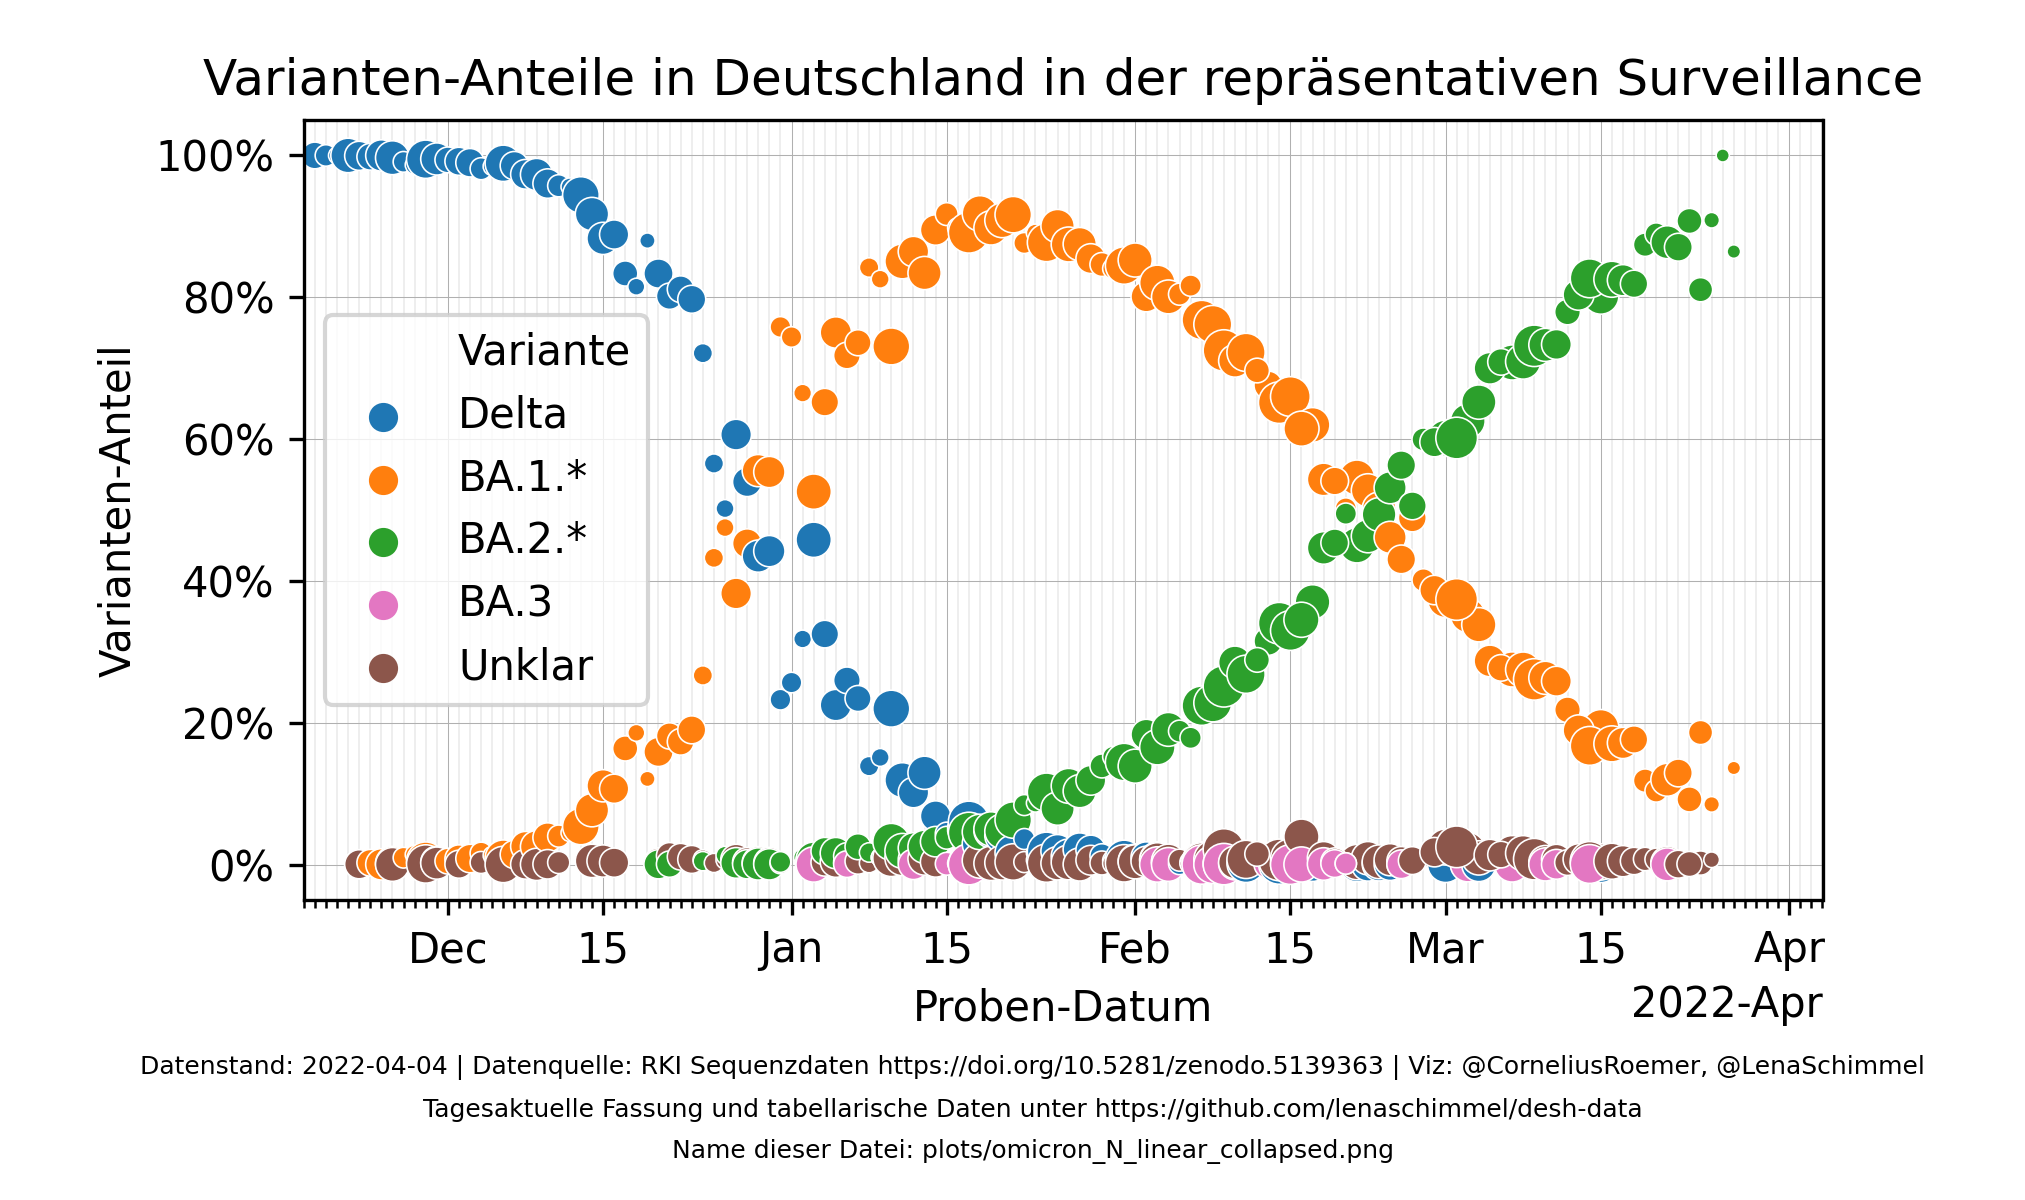 Varianten-Anteile in Deutschland in der repräsentativen Surveillance
Varianten-Anteil
100%
80%
60%
40%
20%
0%
Variante
Delta
BA.1.*
BA.2.*
BA.3
Unklar
Dec 15 Jan 15 Feb 15 Mar 15 Apr
Proben-Datum
2022-Apr
Datenstand: 2022-04-04 | Datenquelle: RKI Sequenzdaten https://doi.org/10.5281/zenodo.5139363 | Viz: @CorneliusRoemer, @LenaSchimmel
Tagesaktuelle Fassung und tabellarische Daten unter https://github.com/lenaschimmel/desh-data
Name dieser Datei: plots/omicron_N_linear_collapsed.png